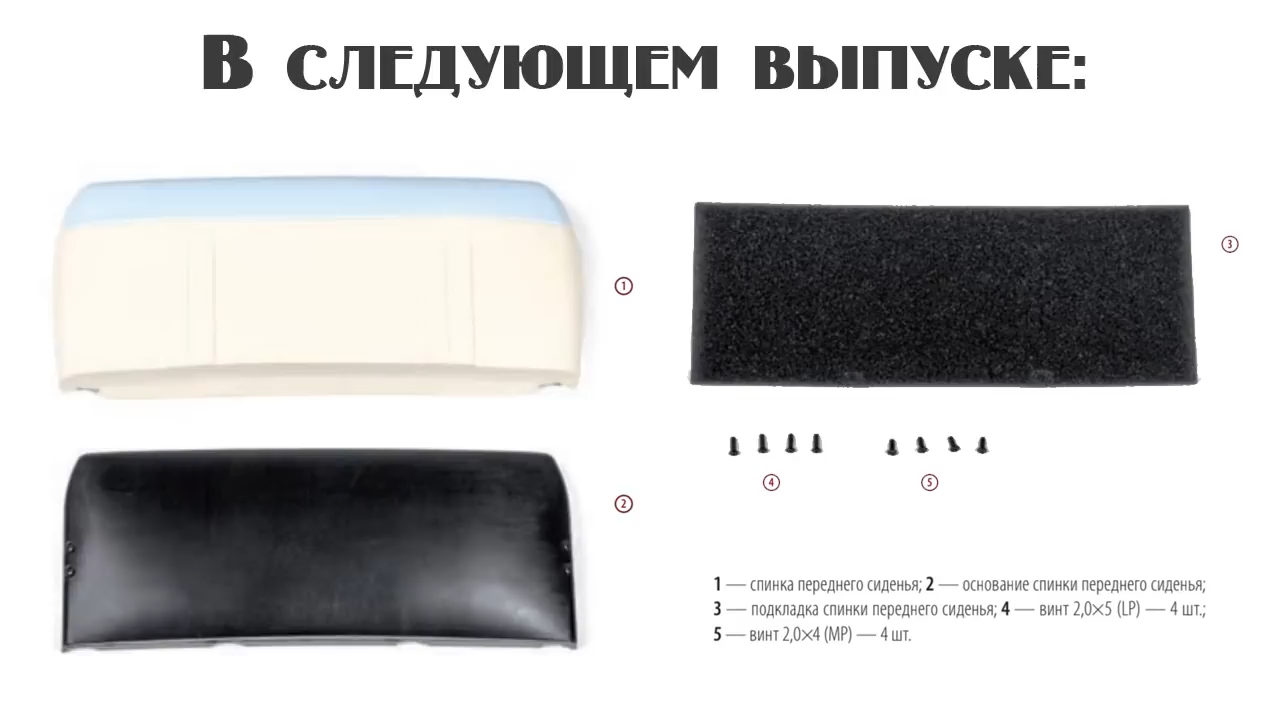 В следующем выпуске:
1
3
4
5
2
1 — спинка переднего сиденья; 2 — основание спинки переднего сиденья;
3 — подкладка спинки переднего сиденья; 4 — винт 2,0×5 (LP) — 4 шт.;
5 — винт 2,0×4 (MP) — 4 шт.